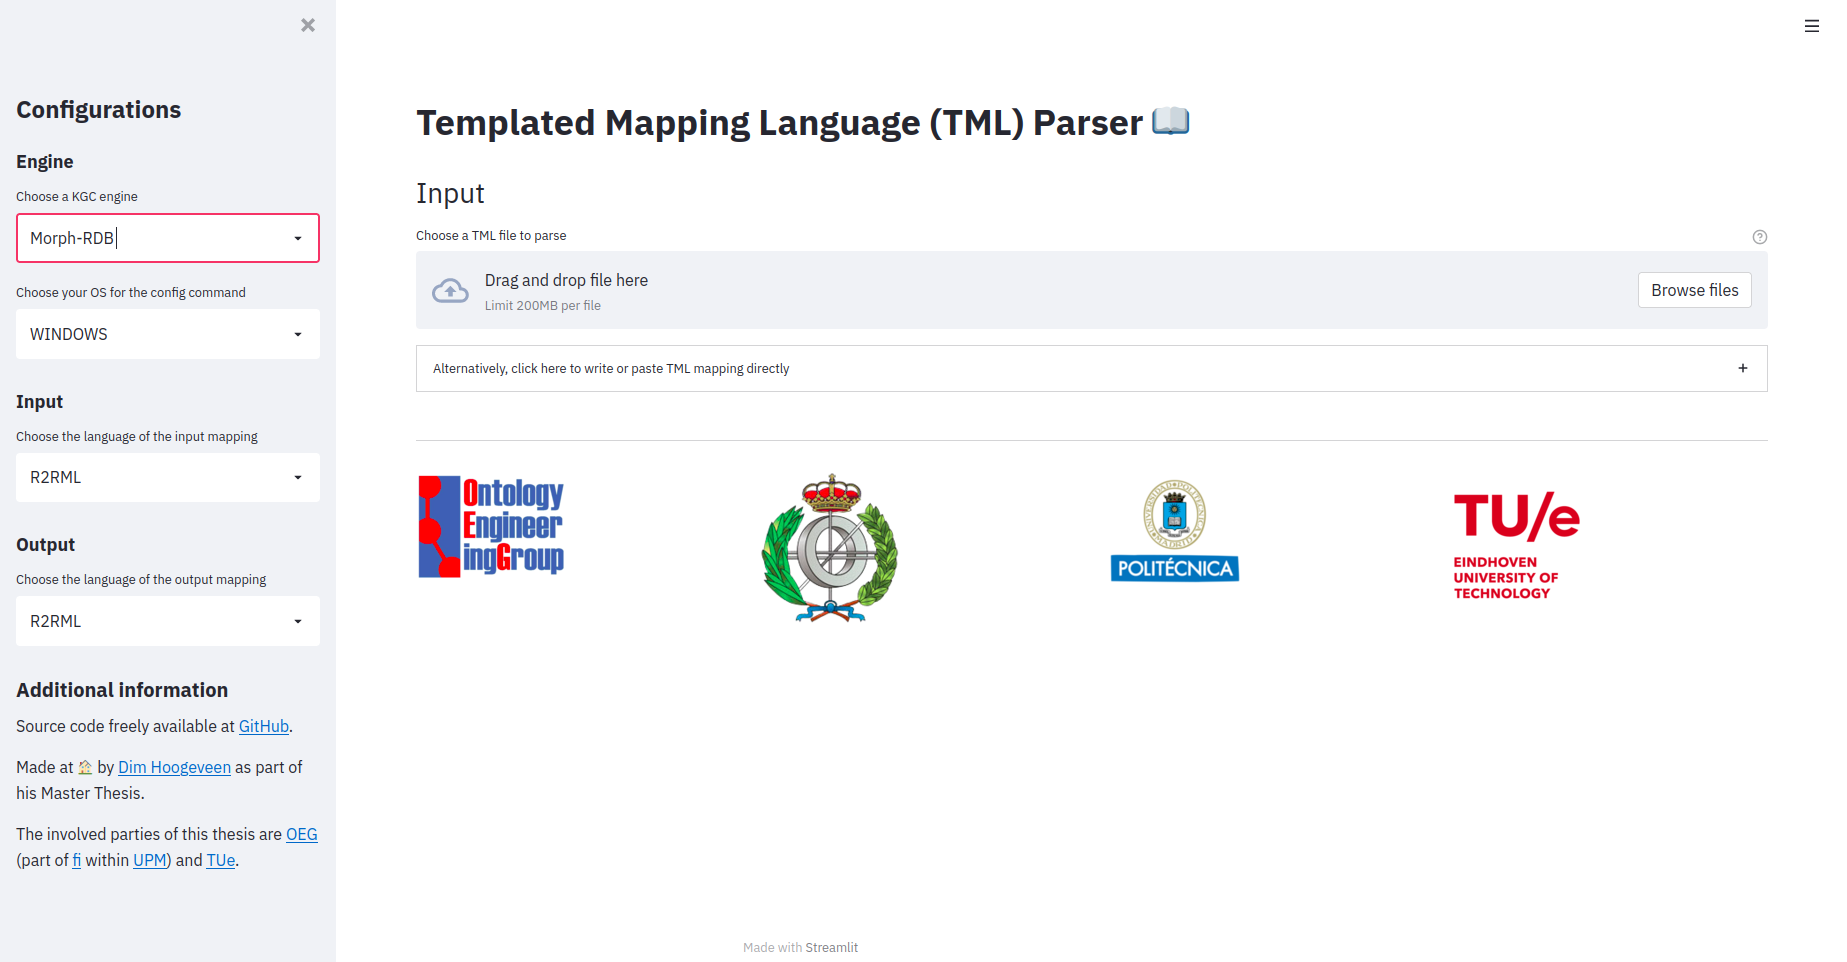 Configurations
Engine
Choose a KGC engine
Morph-RDB
Choose your OS for the config command
WINDOWS
Input
Choose the language of the input mapping
R2RML
Output
Choose the language of the output mapping
R2RML
Additional information
Source code freely available at GitHub.
Made at 🏠 by Dim Hoogeveen as part of
his Master Thesis.
The involved parties of this thesis are OEG
(part of fi within UPM) and TUe.
Templated Mapping Language (TML) Parser 📖
Input
Choose a TML file to parse
Drag and drop file here
Limit 200MB per file
Browse files
Alternatively, click here to write or paste TML mapping directly
+
Ontology
Engineer
ingGroup
POLITÉCNICA
TU/e
EINDHOVEN
UNIVERSITY OF
TECHNOLOGY
Made with Streamlit